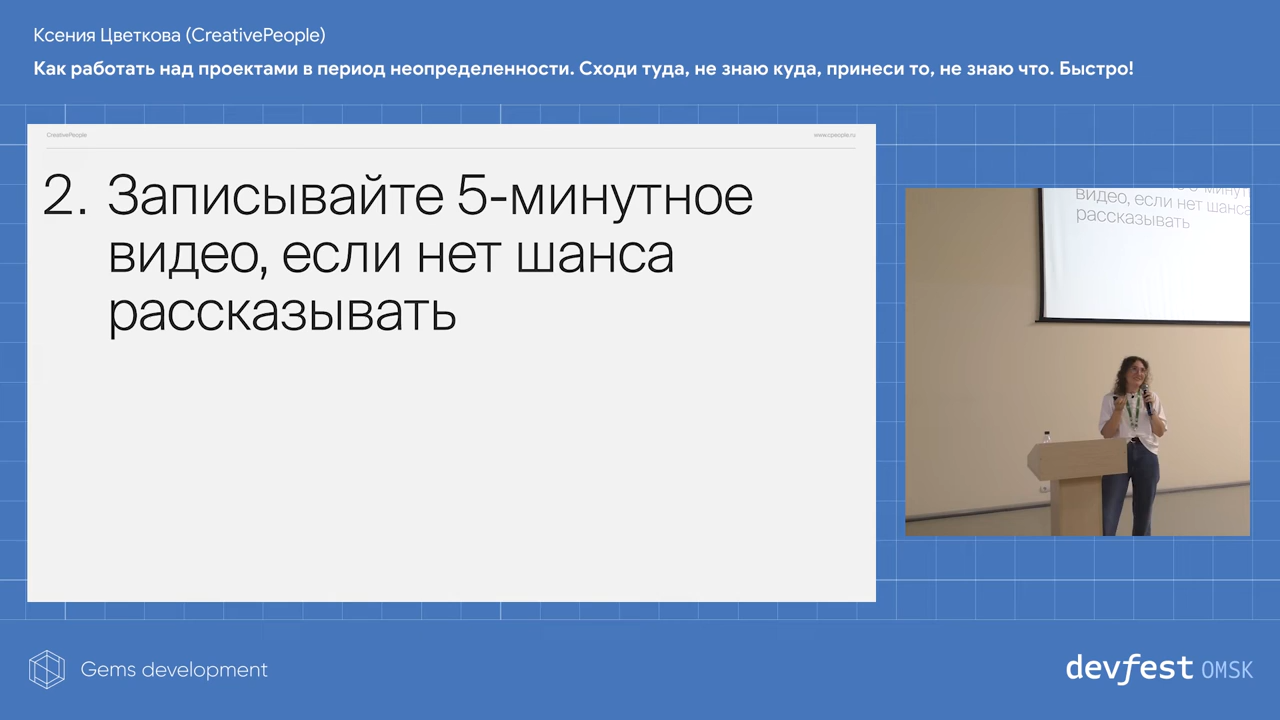 Ксения Цветкова (CreativePeople)
Как работать над проектами в период неопределенности. Сходи туда, не знаю куда, принеси то, не знаю что. Быстро!
CreativePeople
www.cpeople.ru
2. Записывайте 5-минутное
видео, если нет шанса
рассказывать
5-минутн
видео, если нет шанса
рассказывать
Gems development
devfest OMSK